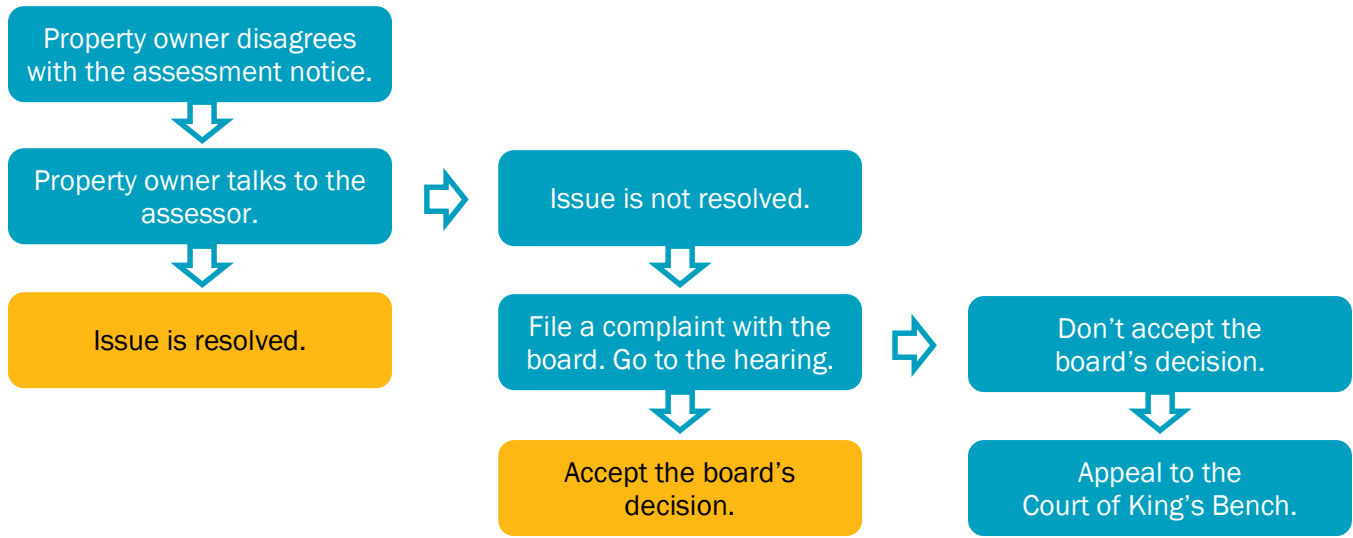 Property owner disagrees
with the assessment notice.
Property owner talks to the
assessor.
Issue is resolved.
Issue is not resolved.
File a complaint with the
board. Go to the hearing.
Accept the board’s
decision.
Don’t accept the
board’s decision.
Appeal to the
Court of King’s Bench.